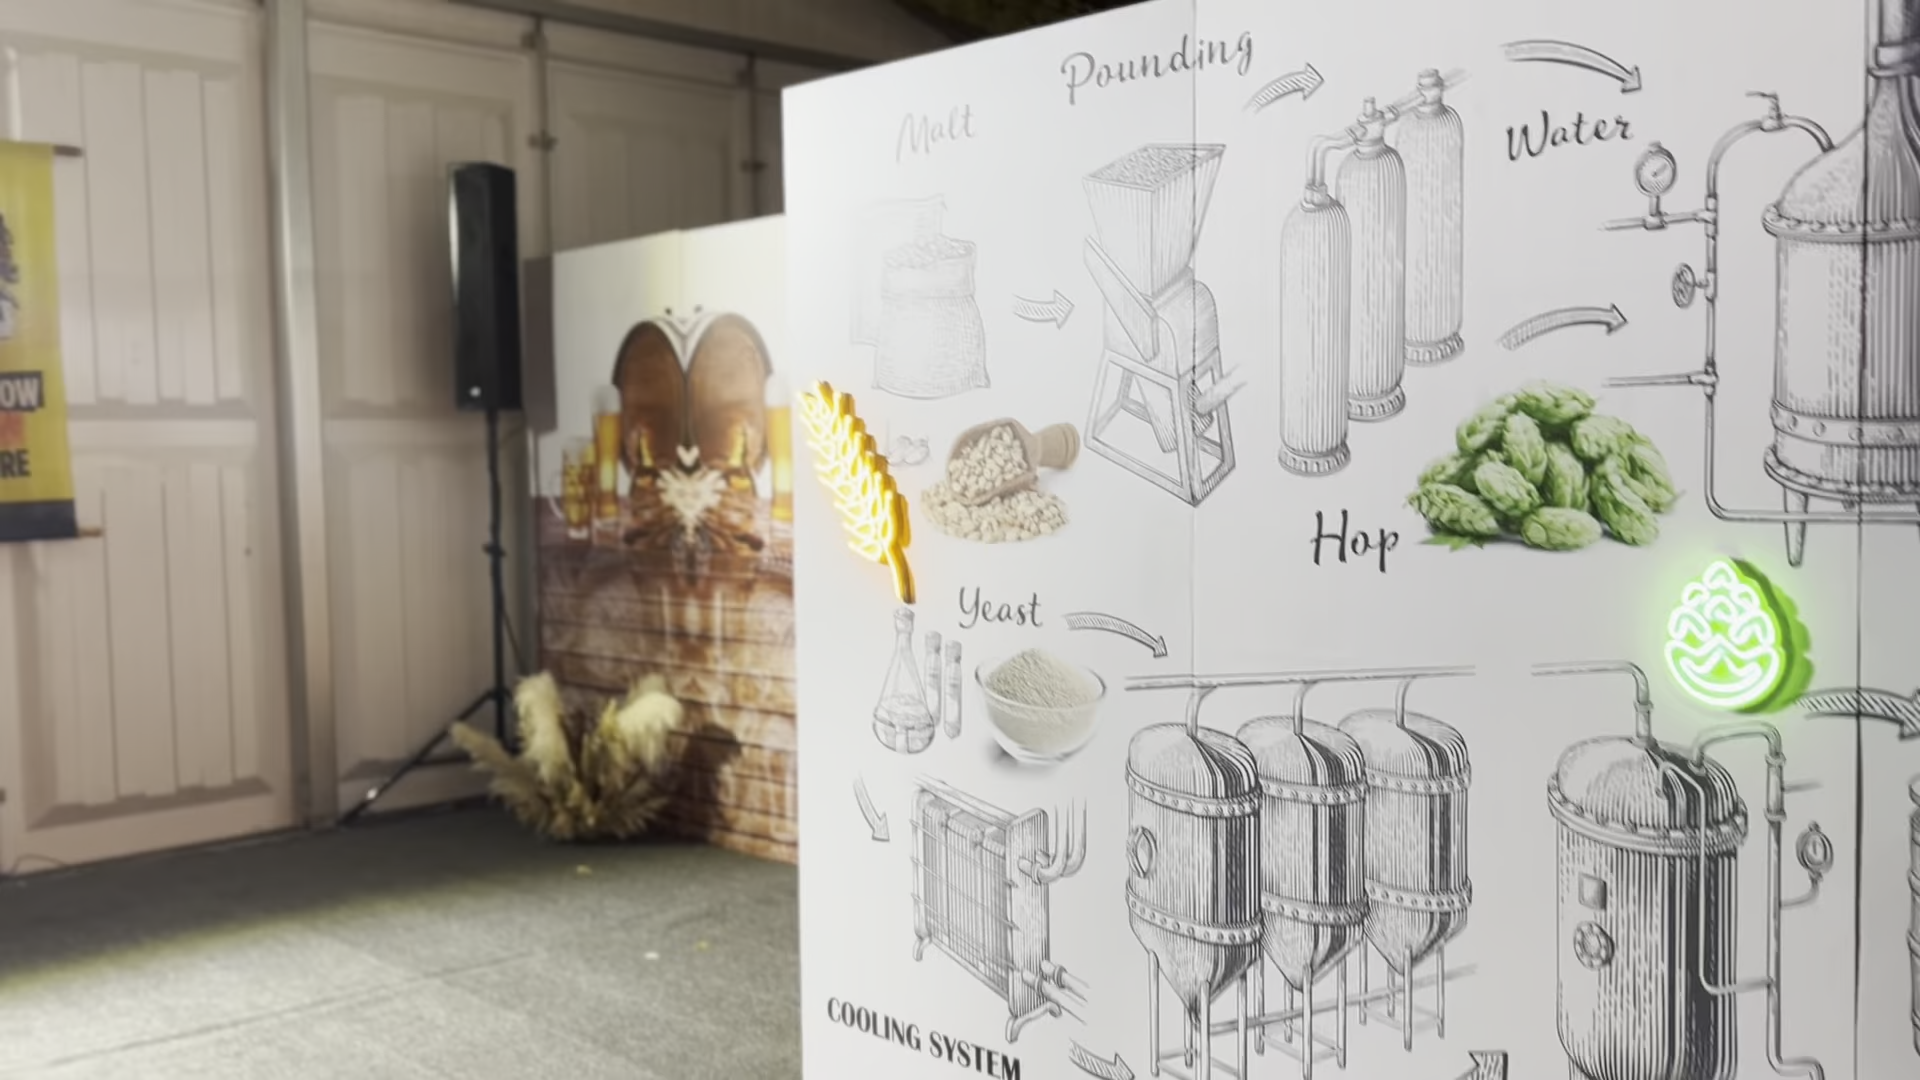 OW
RE
Malt
Pounding
Water
Hop
Yeast
COOLING SYSTEM